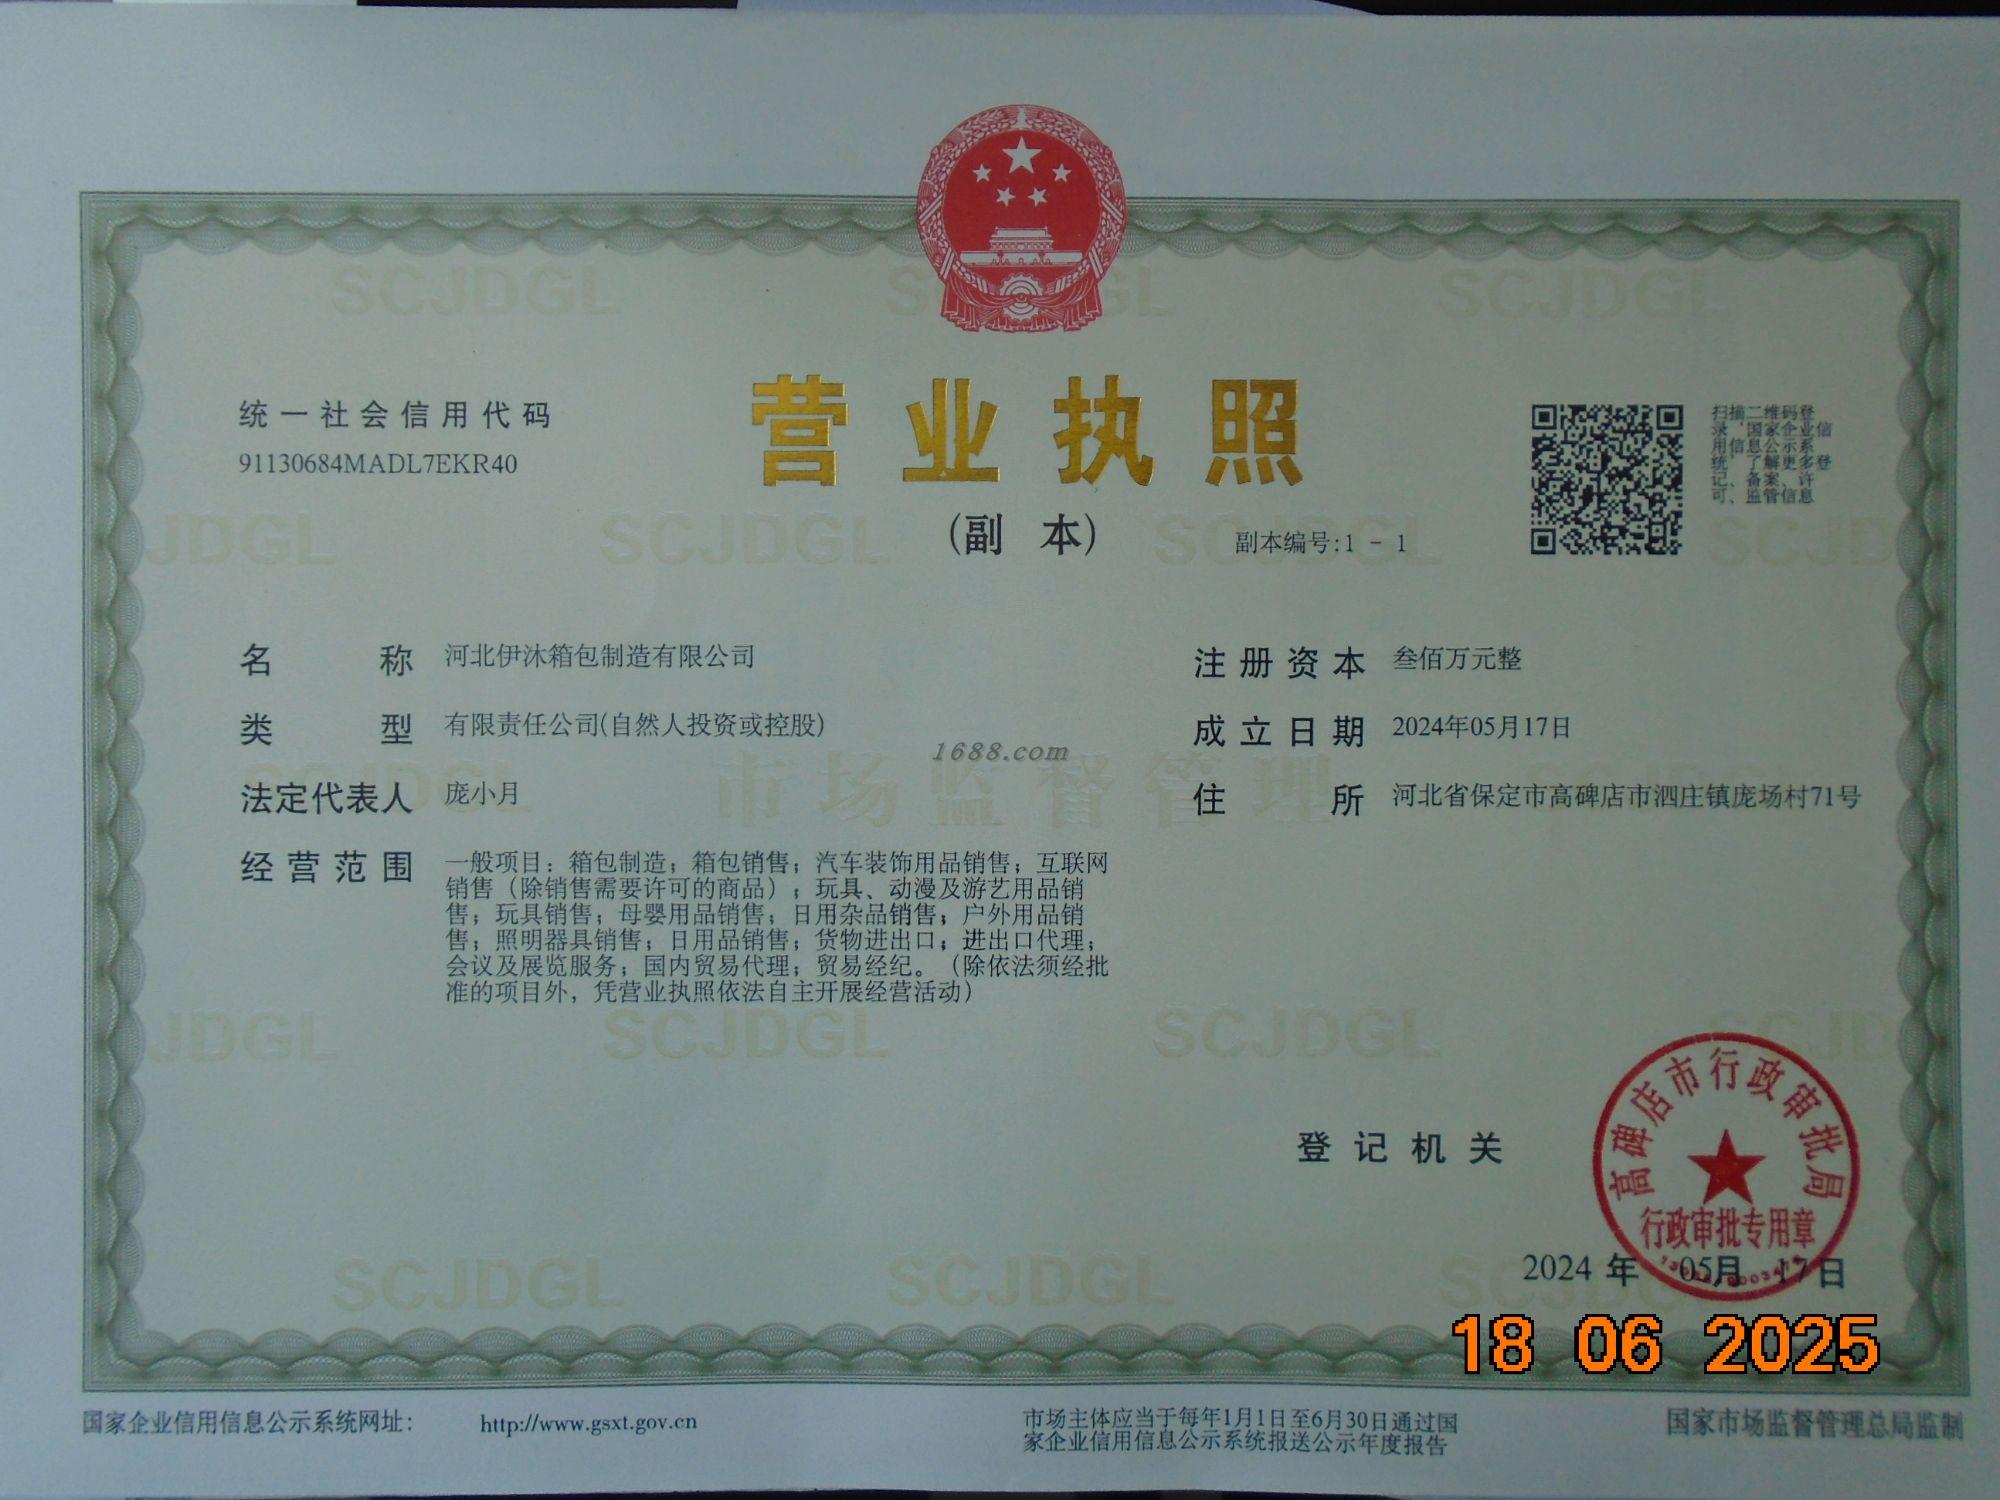 营业执照
(副 本)
副本编号:1 - 1
统一社会信用代码
91130684MADL7EKR40
扫描二维码登
录,国家企业信
用信息公示系
统,了解更多登
记、备案、许
可、监管信息
名 称 河北伊沐箱包制造有限公司
类 型 有限责任公司(自然人投资或控股)
法定代表人 庞小月
经营范围 一般项目:箱包制造;箱包销售;汽车装饰用品销售;互联网
销售(除销售需要许可的商品);玩具、动漫及游艺用品销
售;玩具销售;母婴用品销售;日用杂品销售;户外用品销
售;照明器具销售;日用品销售;货物进出口;进出口代理;
会议及展览服务;国内贸易代理;贸易经纪。(除依法须经批
准的项目外,凭营业执照依法自主开展经营活动)
注册资本 叁佰万元整
成立日期 2024年05月17日
住 所 河北省保定市高碑店市泗庄镇庞场村71号
1688.com
市场监督管理
SCJDGL
登记机关
高碑店市行政审批局
行政审批专用章
2024 年 05月 17日
18 06 2025
国家企业信用信息公示系统网址: http://www.gsxt.gov.cn
市场主体应当于每年1月1日至6月30日通过国
家企业信用信息公示系统报送公示年度报告
国家市场监督管理总局监制